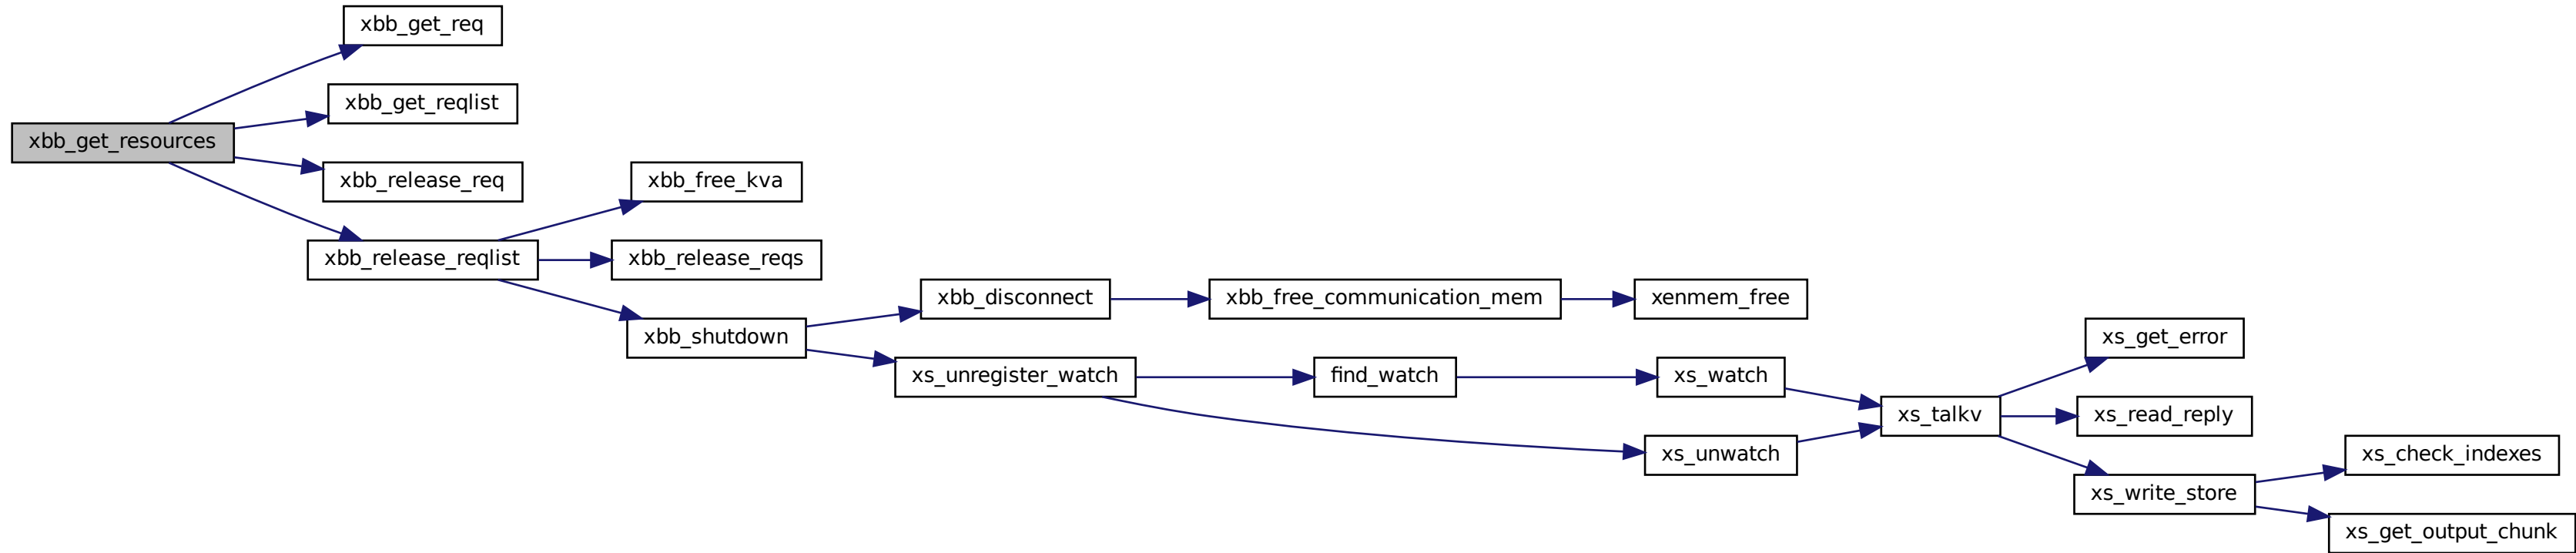 xbb_get_req
xbb_get_reqlist
xbb_get_resources
xbb_release_req
xbb_free_kva
xbb_release_reqlist
xbb_release_reqs
xbb_disconnect
xbb_free_communication_mem
xenmem_free
xbb_shutdown
xs_get_error
xs_unregister_watch
find_watch
xs_watch
xs_talkv
xs_read_reply
xs_unwatch
xs_check_indexes
xs_write_store
xs_get_output_chunk